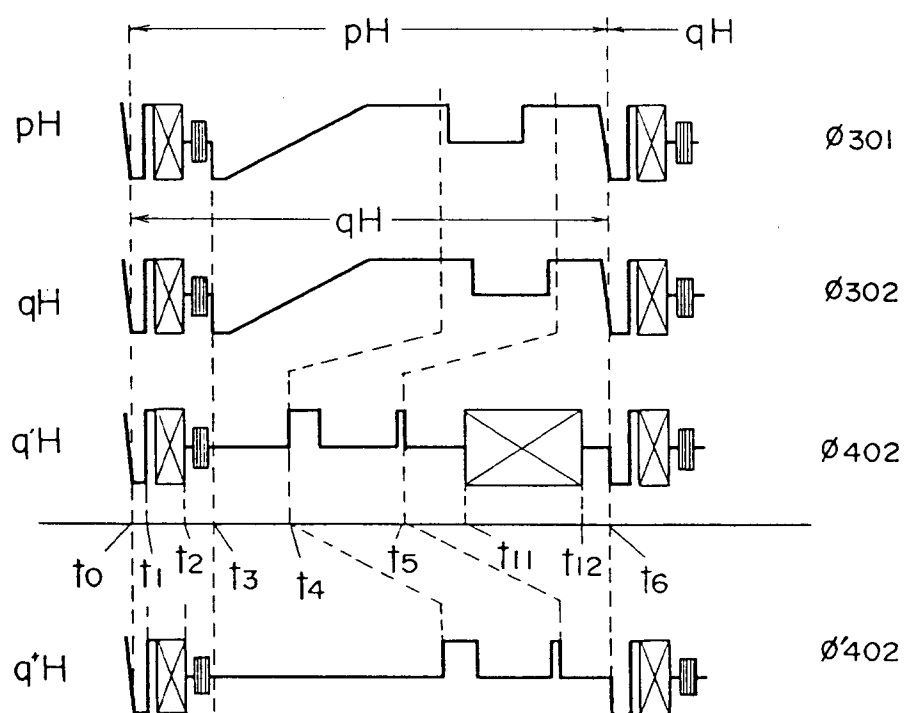 pH qH
pH ø301
qH
qH ø302
q'H ø402
t0 t1 t2 t3 t4 t5 t11 t12 t6
q"H ø'402